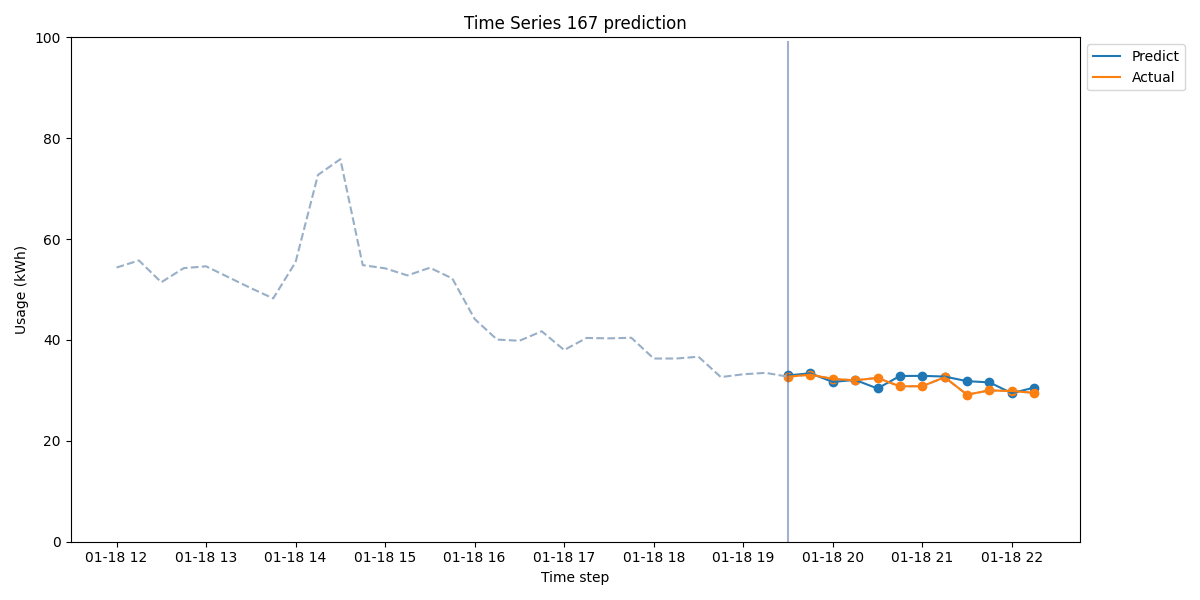 Time Series 167 prediction
Predict
Actual
Usage (kWh)
100
80
60
40
20
0
01-18 12 01-18 13 01-18 14 01-18 15 01-18 16 01-18 17 01-18 18 01-18 19 01-18 20 01-18 21 01-18 22
Time step